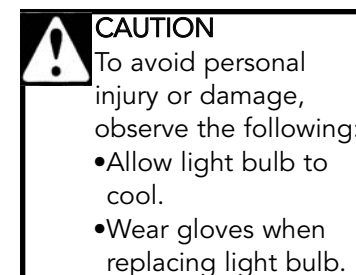 CAUTION
To avoid personal
injury or damage,
observe the following:
•Allow light bulb to
cool.
•Wear gloves when
replacing light bulb.